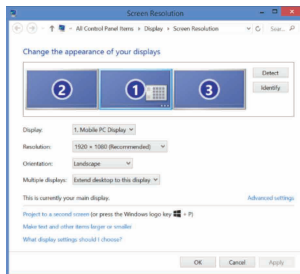 Screen Resolution
« All Control Panel Items › Display › Screen Resolution
Change the appearance of your displays
2
1
3
Detect
Identify
Display: 1. Mobile PC Display
Resolution: 1920 × 1080 (Recommended)
Orientation: Landscape
Multiple displays: Extend desktop to this display
This is currently your main display.
Advanced settings
Project to a second screen (or press the Windows logo key + P)
Make text and other items larger or smaller
What display settings should I choose?
OK
Cancel
Apply